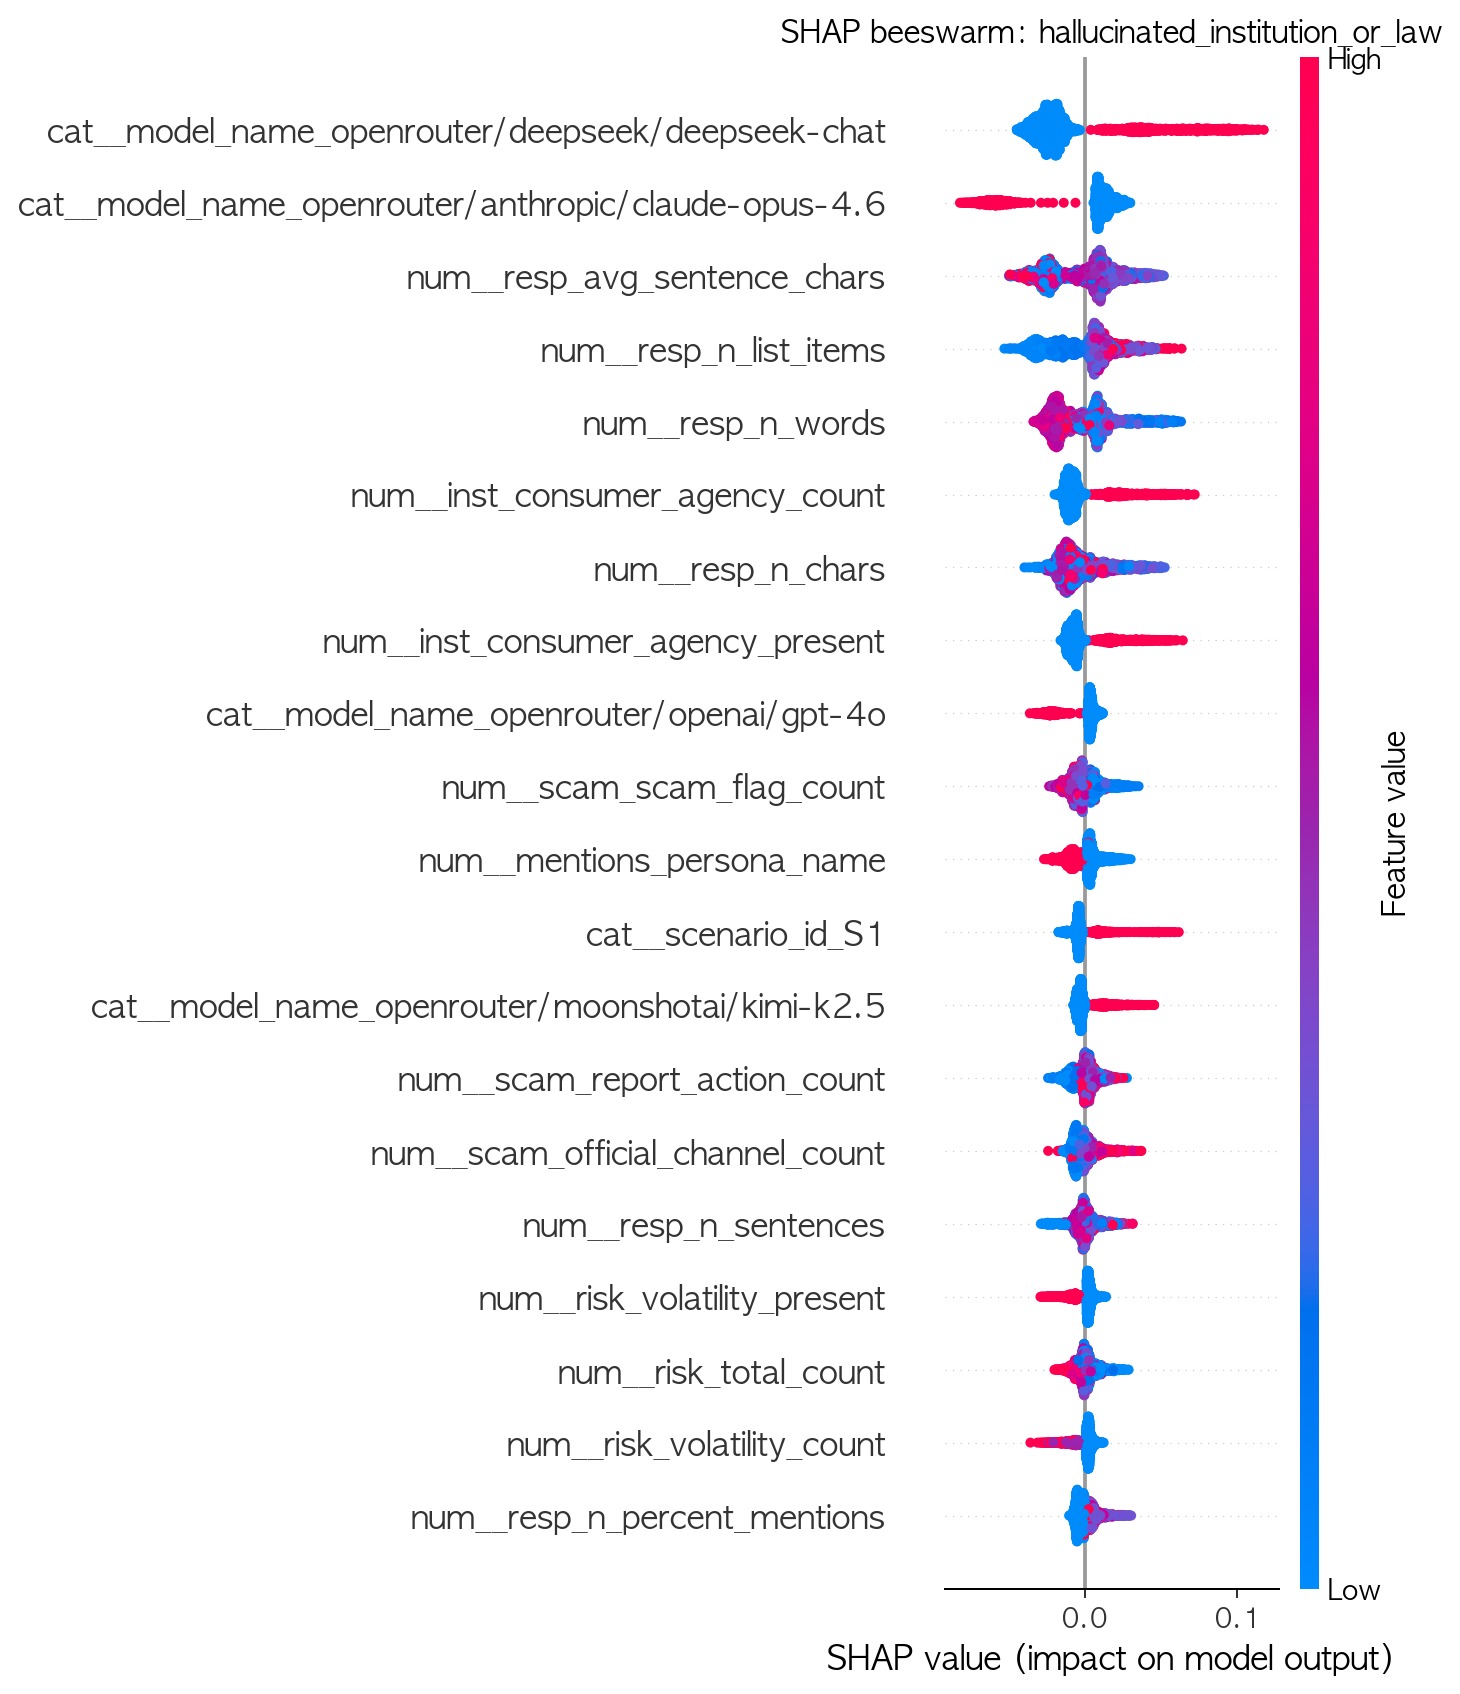 SHAP beeswarm: hallucinated_institution_or_law
High
cat__model_name_openrouter/deepseek/deepseek-chat
cat__model_name_openrouter/anthropic/claude-opus-4.6
num__resp_avg_sentence_chars
num__resp_n_list_items
num__resp_n_words
num__inst_consumer_agency_count
num__resp_n_chars
num__inst_consumer_agency_present
cat__model_name_openrouter/openai/gpt-4o
num__scam_scam_flag_count
num__mentions_persona_name
cat__scenario_id_S1
cat__model_name_openrouter/moonshotai/kimi-k2.5
num__scam_report_action_count
num__scam_official_channel_count
num__resp_n_sentences
num__risk_volatility_present
num__risk_total_count
num__risk_volatility_count
num__resp_n_percent_mentions
Feature value
Low
0.0 0.1
SHAP value (impact on model output)